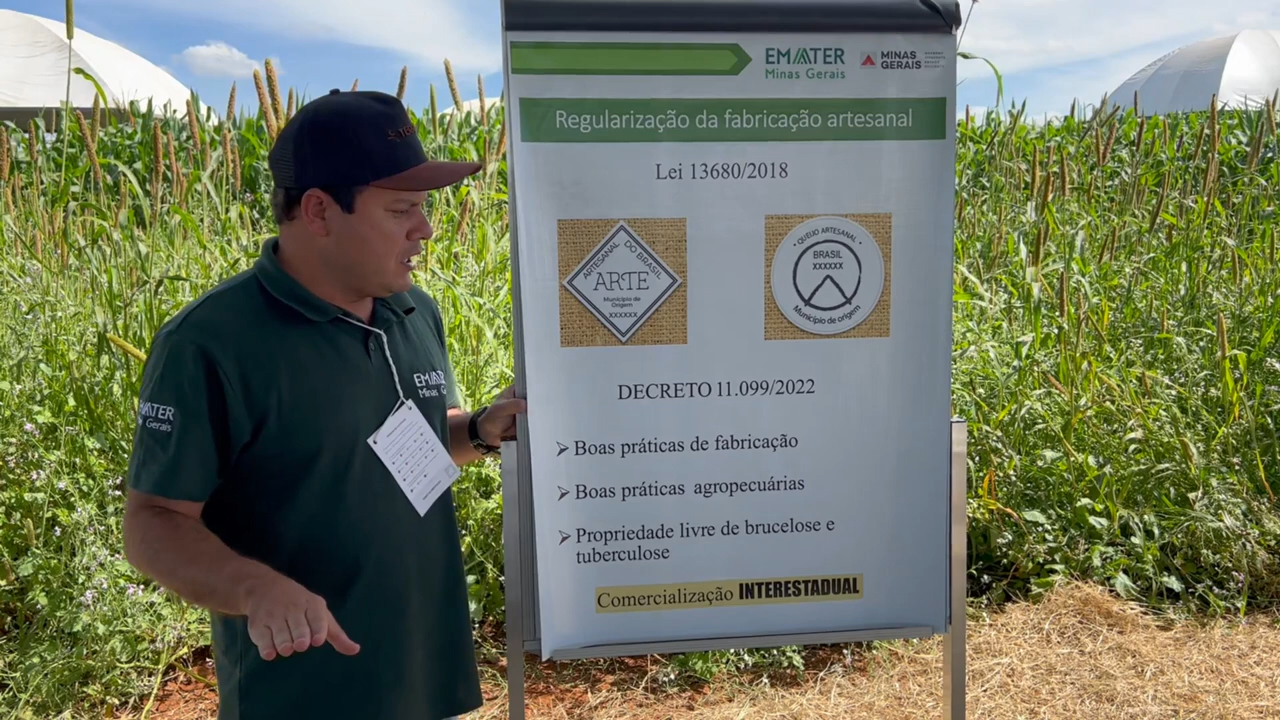 EMATER
Minas Gerais
MINAS
GERAIS
Regularização da fabricação artesanal
Lei 13680/2018
ARTESANAL DO BRASIL
ARTE
Município de
Origem
XXXXXX
• QUEIJO ARTESANAL •
BRASIL
XXXXXX
Município de origem
DECRETO 11.099/2022
➢ Boas práticas de fabricação
➢ Boas práticas agropecuárias
➢ Propriedade livre de brucelose e
tuberculose
Comercialização INTERESTADUAL
EMATER
Minas Ge
EMATER
Gerais